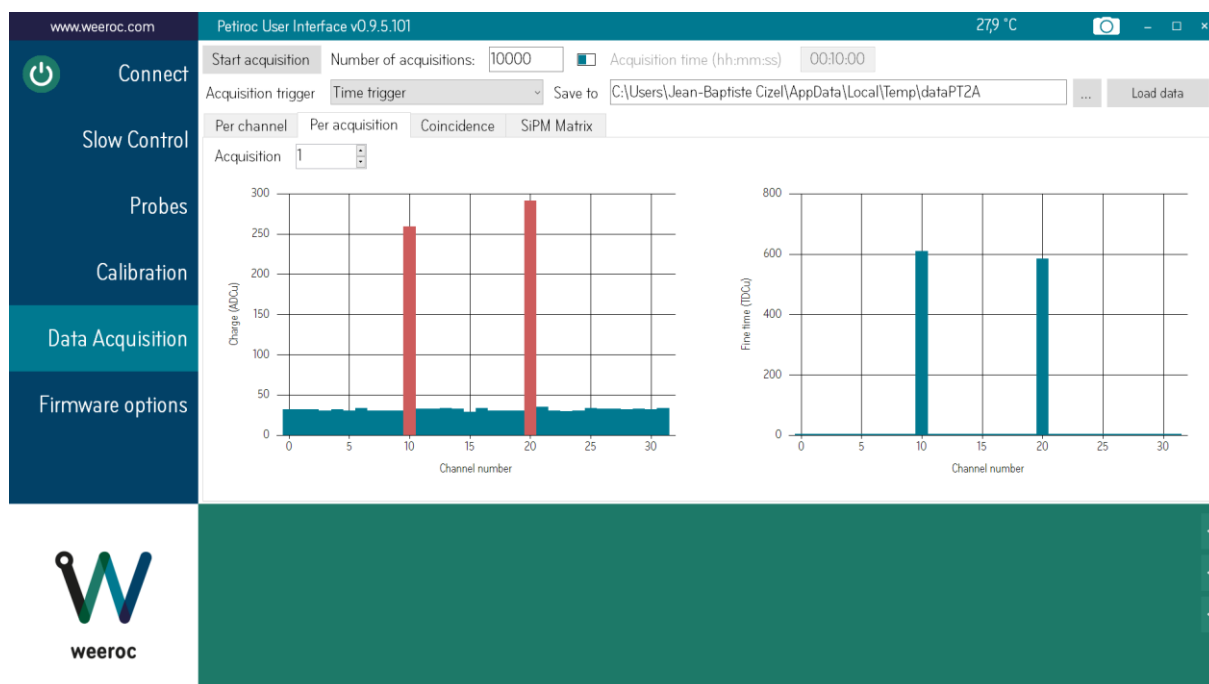 www.weeroc.com
Petiroc User Interface v0.9.5.101
27,9 °C
Connect
Slow Control
Probes
Calibration
Data Acquisition
Firmware options
weeroc
Start acquisition Number of acquisitions: 10000 Acquisition time (hh:mm:ss) 00:10:00
Acquisition trigger Time trigger Save to C:\Users\Jean-Baptiste Cizel\AppData\Local\Temp\dataPT2A ... Load data
Per channel Per acquisition Coincidence SiPM Matrix
Acquisition 1
300
250
200
150
100
50
0
Charge (ADCu)
0 5 10 15 20 25 30
Channel number
800
600
400
200
0
Fine time (TDCu)
0 5 10 15 20 25 30
Channel number